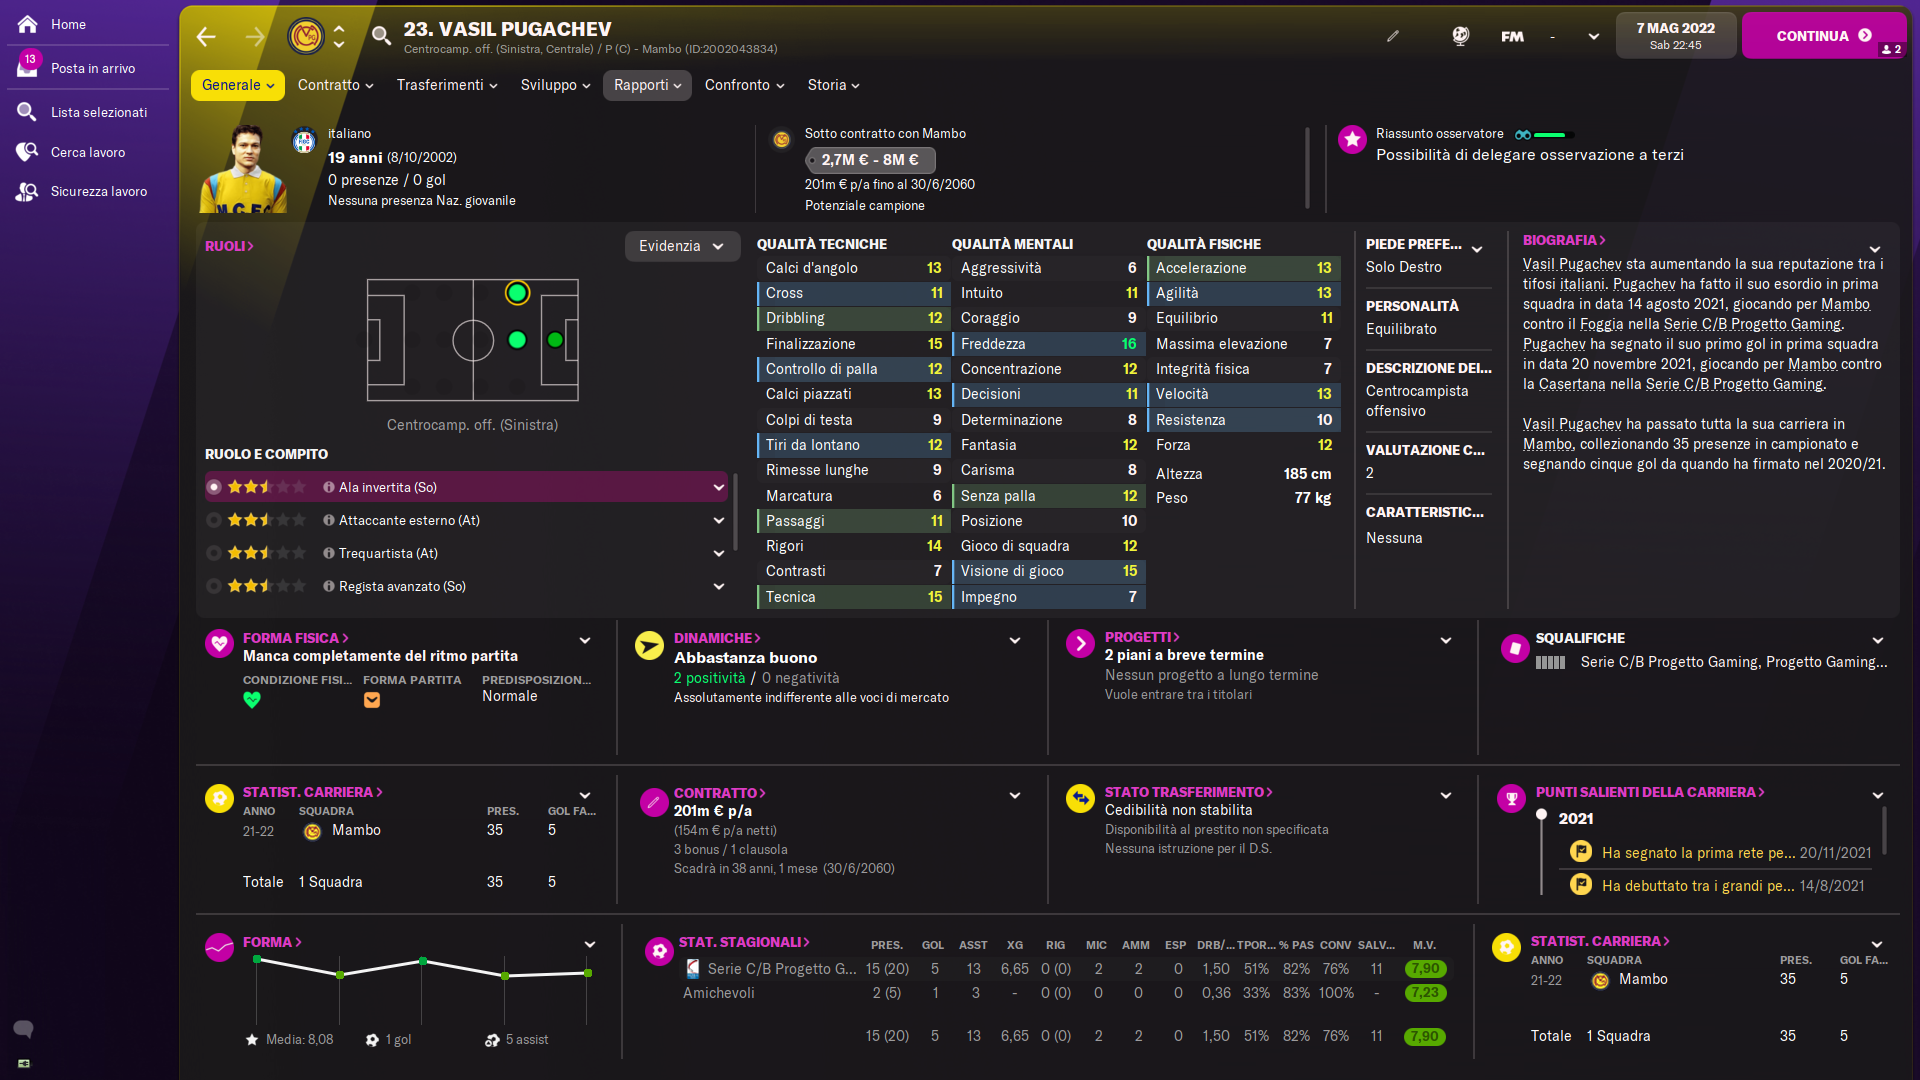 Home
13
Posta in arrivo
Lista selezionati
Cerca lavoro
Sicurezza lavoro
23. VASIL PUGACHEV
Centrocamp. off. (Sinistra, Centrale) / P (C) - Mambo (ID:2002043834)
FM
-
7 MAG 2022
Sab 22:45
CONTINUA
2
Generale
Contratto
Trasferimenti
Sviluppo
Rapporti
Confronto
Storia
italiano
19 anni (8/10/2002)
0 presenze / 0 gol
Nessuna presenza Naz. giovanile
Sotto contratto con Mambo
2,7M € - 8M €
201m € p/a fino al 30/6/2060
Potenziale campione
Riassunto osservatore
Possibilità di delegare osservazione a terzi
RUOLI
Evidenzia
Centrocamp. off. (Sinistra)
RUOLO E COMPITO
Ala invertita (So)
Attaccante esterno (At)
Trequartista (At)
Regista avanzato (So)
QUALITÀ TECNICHE
Calci d'angolo 13
Cross 11
Dribbling 12
Finalizzazione 15
Controllo di palla 12
Calci piazzati 13
Colpi di testa 9
Tiri da lontano 12
Rimesse lunghe 9
Marcatura 6
Passaggi 11
Rigori 14
Contrasti 7
Tecnica 15
QUALITÀ MENTALI
Aggressività 6
Intuito 11
Coraggio 9
Freddezza 16
Concentrazione 12
Decisioni 11
Determinazione 8
Fantasia 12
Carisma 8
Senza palla 12
Posizione 10
Gioco di squadra 12
Visione di gioco 15
Impegno 7
QUALITÀ FISICHE
Accelerazione 13
Agilità 13
Equilibrio 11
Massima elevazione 7
Integrità fisica 7
Velocità 13
Resistenza 10
Forza 12
Altezza 185 cm
Peso 77 kg
PIEDE PREFE...
Solo Destro
PERSONALITÀ
Equilibrato
DESCRIZIONE DEI...
Centrocampista
offensivo
VALUTAZIONE C...
2
CARATTERISTIC...
Nessuna
BIOGRAFIA
Vasil Pugachev sta aumentando la sua reputazione tra i
tifosi italiani. Pugachev ha fatto il suo esordio in prima
squadra in data 14 agosto 2021, giocando per Mambo
contro il Foggia nella Serie C/B Progetto Gaming.
Pugachev ha segnato il suo primo gol in prima squadra
in data 20 novembre 2021, giocando per Mambo contro
la Casertana nella Serie C/B Progetto Gaming.
Vasil Pugachev ha passato tutta la sua carriera in
Mambo, collezionando 35 presenze in campionato e
segnando cinque gol da quando ha firmato nel 2020/21.
FORMA FISICA
Manca completamente del ritmo partita
CONDIZIONE FISI... FORMA PARTITA PREDISPOSIZION...
Normale
DINAMICHE
Abbastanza buono
2 positività / 0 negatività
Assolutamente indifferente alle voci di mercato
PROGETTI
2 piani a breve termine
Nessun progetto a lungo termine
Vuole entrare tra i titolari
SQUALIFICHE
Serie C/B Progetto Gaming, Progetto Gaming...
STATIST. CARRIERA
ANNO SQUADRA PRES. GOL FA...
21-22 Mambo 35 5
Totale 1 Squadra 35 5
CONTRATTO
201m € p/a
(154m € p/a netti)
3 bonus / 1 clausola
Scadrà in 38 anni, 1 mese (30/6/2060)
STATO TRASFERIMENTO
Cedibilità non stabilita
Disponibilità al prestito non specificata
Nessuna istruzione per il D.S.
PUNTI SALIENTI DELLA CARRIERA
2021
Ha segnato la prima rete pe... 20/11/2021
Ha debuttato tra i grandi pe... 14/8/2021
FORMA
Media: 8,08
1 gol
5 assist
STAT. STAGIONALI PRES. GOL ASST XG RIG MIC AMM ESP DRB/... TPOR... % PAS CONV SALV... M.V.
Serie C/B Progetto G... 15 (20) 5 13 6,65 0 (0) 2 2 0 1,50 51% 82% 76% 11 7,90
Amichevoli 2 (5) 1 3 - 0 (0) 0 0 0 0,36 33% 83% 100% - 7,23
15 (20) 5 13 6,65 0 (0) 2 2 0 1,50 51% 82% 76% 11 7,90
STATIST. CARRIERA
ANNO SQUADRA PRES. GOL FA...
21-22 Mambo 35 5
Totale 1 Squadra 35 5